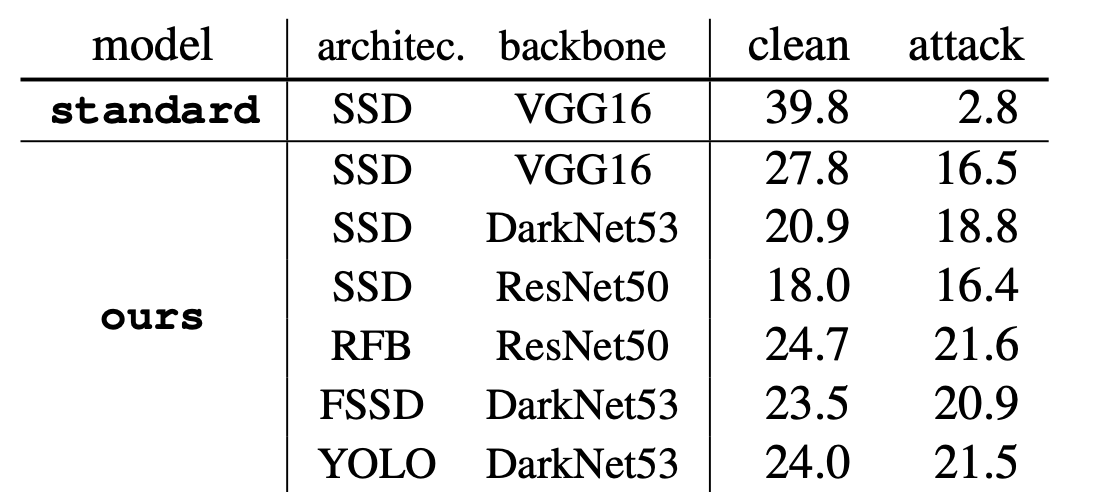 model architec. backbone clean attack
standard SSD VGG16 39.8 2.8
SSD VGG16 27.8 16.5
SSD DarkNet53 20.9 18.8
SSD ResNet50 18.0 16.4
ours
RFB ResNet50 24.7 21.6
FSSD DarkNet53 23.5 20.9
YOLO DarkNet53 24.0 21.5